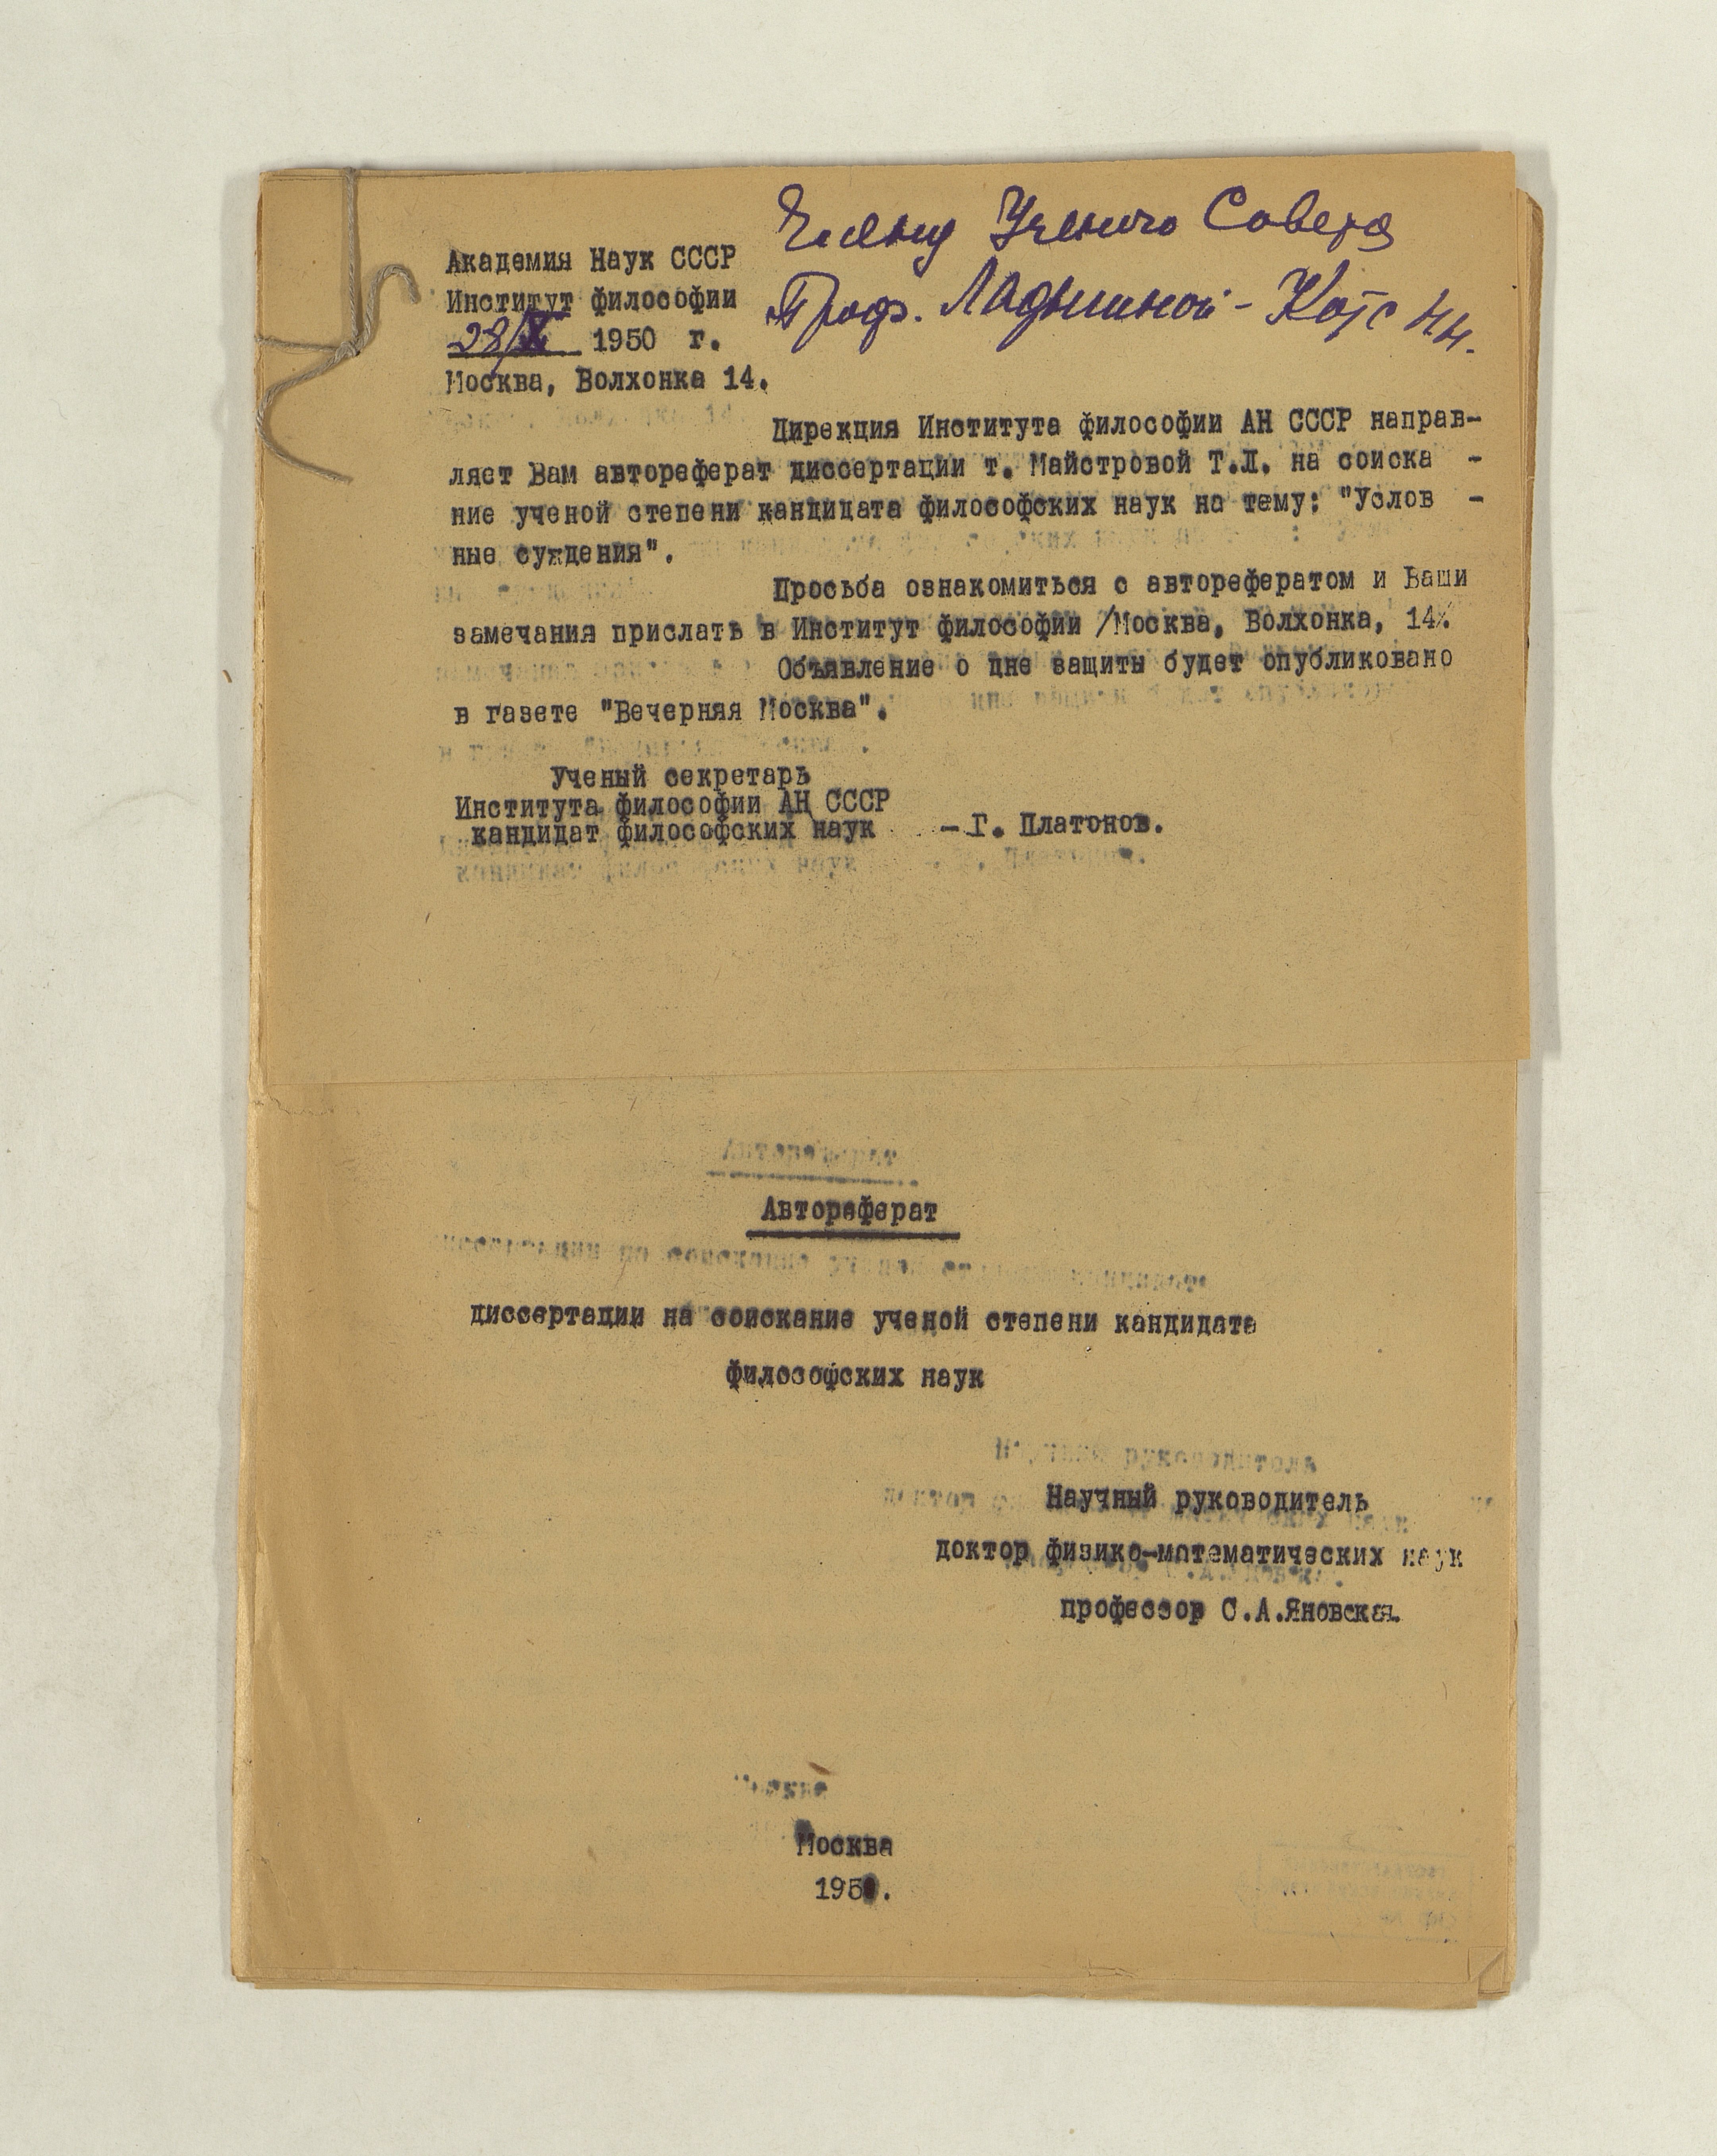 Члену Ученого Совета
Проф. Ладыгиной-Котс Н.Н.
Академия Наук СССР
Институт философии
28/X 1950 г.
Москва, Волхонка 14.
Дирекция Института философии АН СССР направ-
ляет Вам автореферат диссертации т. Майстровой Т.Л. на соиска -
ние ученой степени кандидата философских наук на тему: "Услов -
ные суждения".
Просьба ознакомиться с авторефератом и Ваши
замечания прислать в Институт философии /Москва, Волхонка, 14/.
Объявление о дне защиты будет опубликовано
в газете "Вечерняя Москва".
Ученый секретарь
Института философии АН СССР
кандидат философских наук - Г. Платонов.
Автореферат
диссертации на соискание ученой степени кандидата
философских наук
Научный руководитель
доктор физико-математических наук
профессор С.А.Яновская.
Москва
1950.